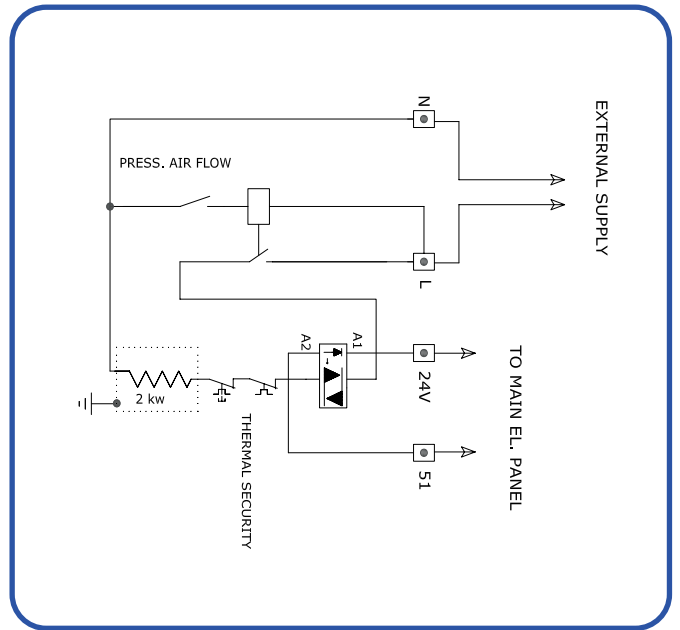 N
EXTERNAL SUPPLY
PRESS. AIR FLOW
L
A2
A1
24V
TO MAIN EL. PANEL
2 kw
THERMAL SECURITY
51